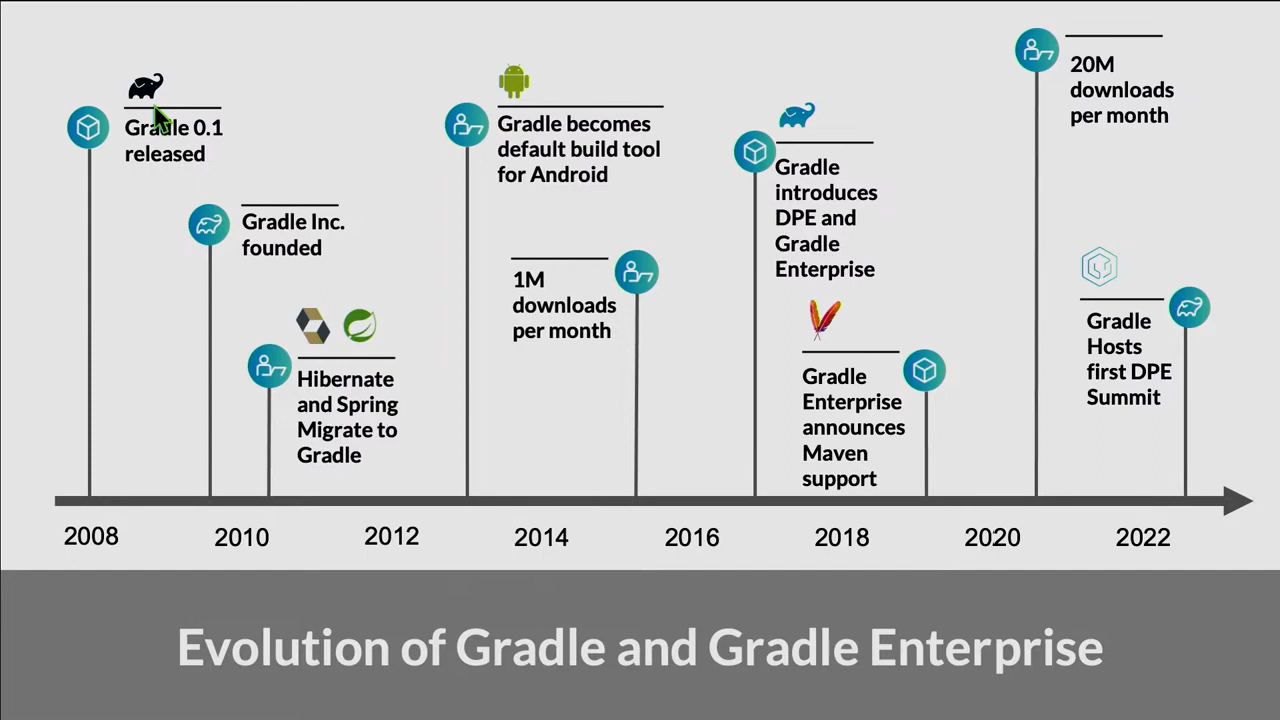 Gradle 0.1
released
Gradle Inc.
founded
Hibernate
and Spring
Migrate to
Gradle
Gradle becomes
default build tool
for Android
1M
downloads
per month
Gradle
introduces
DPE and
Gradle
Enterprise
Gradle
Enterprise
announces
Maven
support
20M
downloads
per month
Gradle
Hosts
first DPE
Summit
2008
2010
2012
2014
2016
2018
2020
2022
Evolution of Gradle and Gradle Enterprise